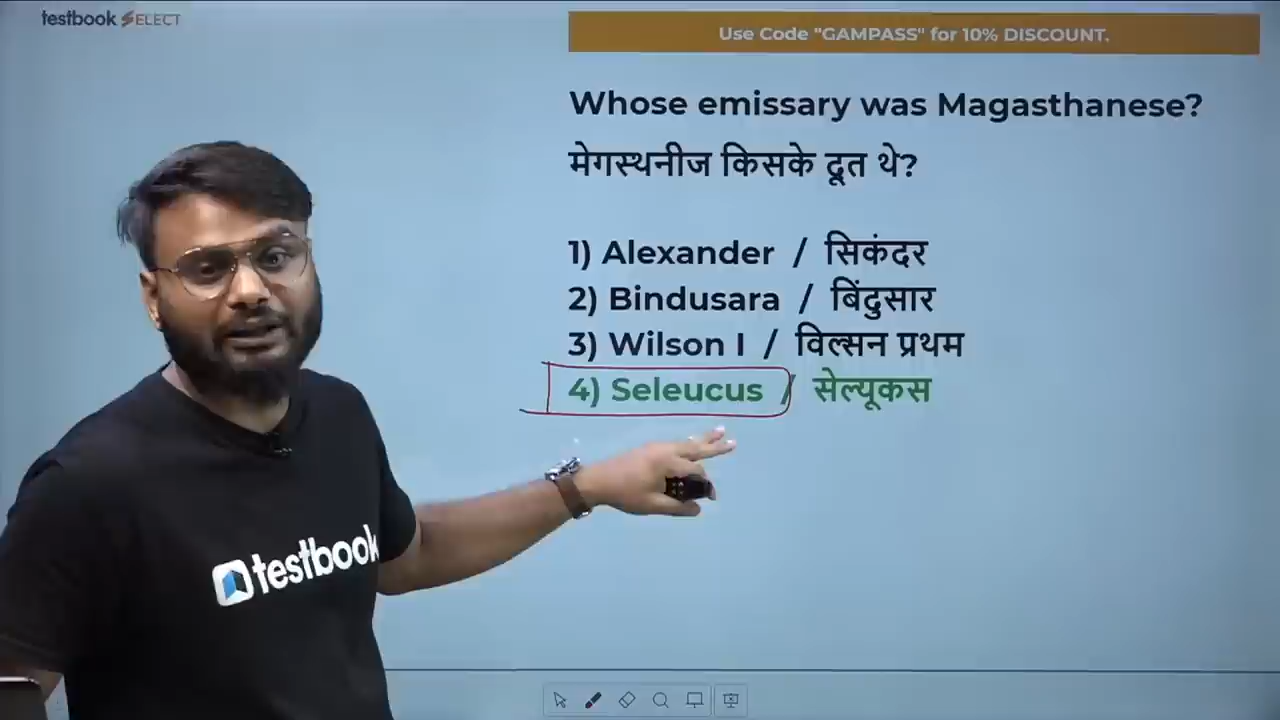 testbook SELECT
Use Code "GAMPASS" for 10% DISCOUNT.
Whose emissary was Magasthanese?
मेगस्थनीज किसके दूत थे?
1) Alexander / सिकंदर
2) Bindusara / बिंदुसार
3) Wilson I / विल्सन प्रथम
4) Seleucus / सेल्यूकस
testbook